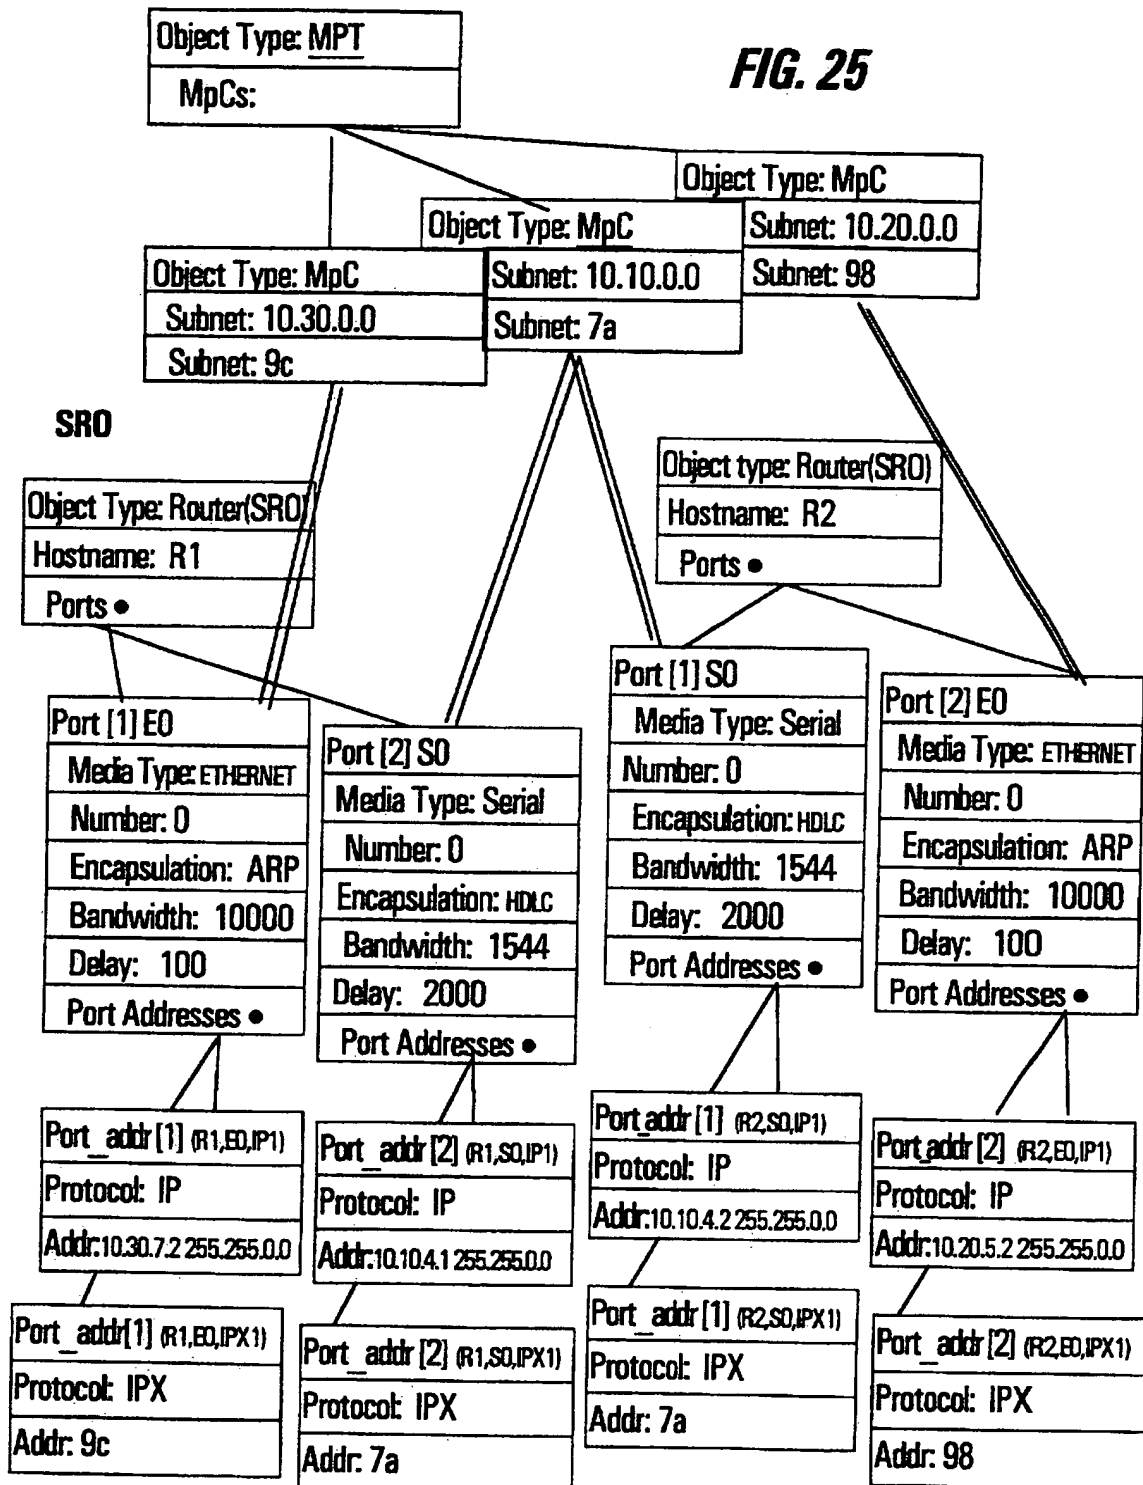 Object Type: MPT
MpCs:
FIG. 25
Object Type: MpC
Subnet: 10.20.0.0
Subnet: 98
Object Type: MpC
Subnet: 10.10.0.0
Subnet: 7a
Object Type: MpC
Subnet: 10.30.0.0
Subnet: 9c
SRO
Object Type: Router(SRO)
Hostname: R1
Ports •
Object type: Router(SRO)
Hostname: R2
Ports •
Port [1] E0
Media Type: ETHERNET
Number: 0
Encapsulation: ARP
Bandwidth: 10000
Delay: 100
Port Addresses •
Port [2] S0
Media Type: Serial
Number: 0
Encapsulation: HDLC
Bandwidth: 1544
Delay: 2000
Port Addresses •
Port [1] S0
Media Type: Serial
Number: 0
Encapsulation: HDLC
Bandwidth: 1544
Delay: 2000
Port Addresses •
Port [2] E0
Media Type: ETHERNET
Number: 0
Encapsulation: ARP
Bandwidth: 10000
Delay: 100
Port Addresses •
Port_addr [1] (R1,E0,IP1)
Protocol: IP
Addr:10.30.7.2 255.255.0.0
Port_addr [2] (R1,S0,IP1)
Protocol: IP
Addr:10.10.4.1 255.255.0.0
Port_addr [1] (R2,S0,IP1)
Protocol: IP
Addr:10.10.4.2 255.255.0.0
Port_addr [2] (R2,E0,IP1)
Protocol: IP
Addr:10.20.5.2 255.255.0.0
Port_addr[1] (R1,E0,IPX1)
Protocol: IPX
Addr: 9c
Port_addr [2] (R1,S0,IPX1)
Protocol: IPX
Addr: 7a
Port_addr [1] (R2,S0,IPX1)
Protocol: IPX
Addr: 7a
Port_addr [2] (R2,E0,IPX1)
Protocol: IPX
Addr: 98